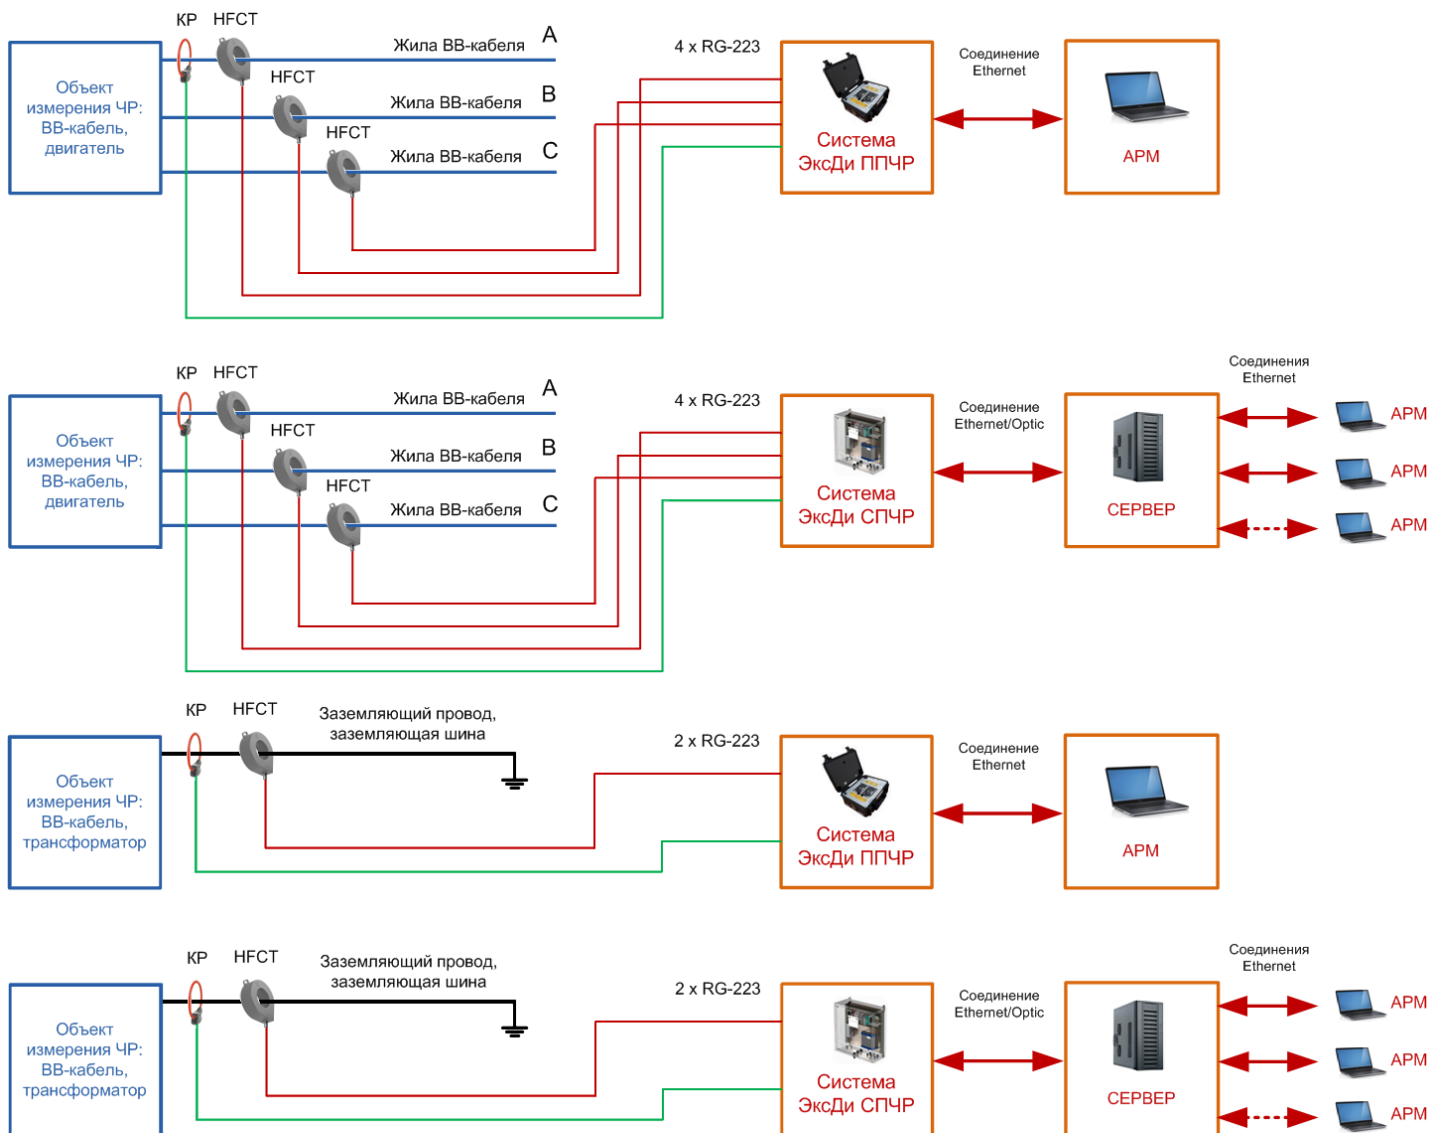 КР
HFCT
Жила ВВ-кабеля
A
4 x RG-223
Соединение
Ethernet
Объект
измерения ЧР:
ВВ-кабель,
двигатель
HFCT
Жила ВВ-кабеля
B
HFCT
Жила ВВ-кабеля
C
Система
ЭксДи ППЧР
АРМ
КР
HFCT
Жила ВВ-кабеля
A
4 x RG-223
Соединение
Ethernet/Optic
Соединения
Ethernet
Объект
измерения ЧР:
ВВ-кабель,
двигатель
HFCT
Жила ВВ-кабеля
B
HFCT
Жила ВВ-кабеля
C
Система
ЭксДи СПЧР
СЕРВЕР
АРМ
АРМ
АРМ
КР
HFCT
Заземляющий провод,
заземляющая шина
2 x RG-223
Соединение
Ethernet
Объект
измерения ЧР:
ВВ-кабель,
трансформатор
Система
ЭксДи ППЧР
АРМ
КР
HFCT
Заземляющий провод,
заземляющая шина
2 x RG-223
Соединение
Ethernet/Optic
Соединения
Ethernet
Объект
измерения ЧР:
ВВ-кабель,
трансформатор
Система
ЭксДи СПЧР
СЕРВЕР
АРМ
АРМ
АРМ